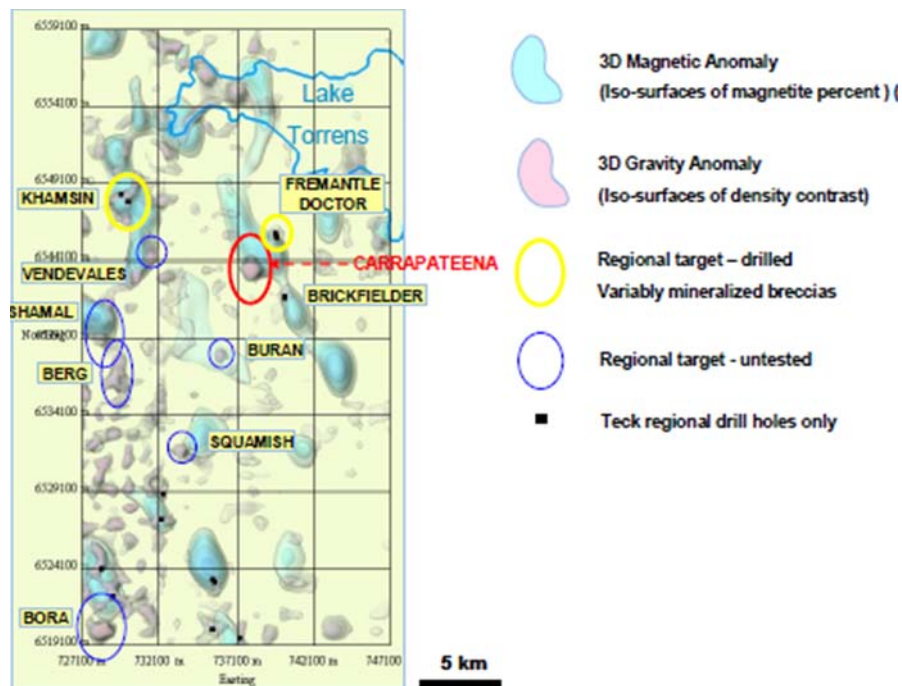 6559100 m
6554100 m
6549100 m
6544100 m
6534100 m
6529100 m
6524100 m
6519100 m
Lake
Torrens
KHAMSIN
FREMANTLE
DOCTOR
VENDEVALES
CARRAPATEENA
BRICKFIELDER
SHAMAL
BURAN
BERG
SQUAMISH
BORA
727100 m
732100 m
737100 m
742100 m
747100 m
Easting
5 km
3D Magnetic Anomaly
(Iso-surfaces of magnetite percent ) (
3D Gravity Anomaly
(Iso-surfaces of density contrast)
Regional target – drilled
Variably mineralized breccias
Regional target - untested
Teck regional drill holes only